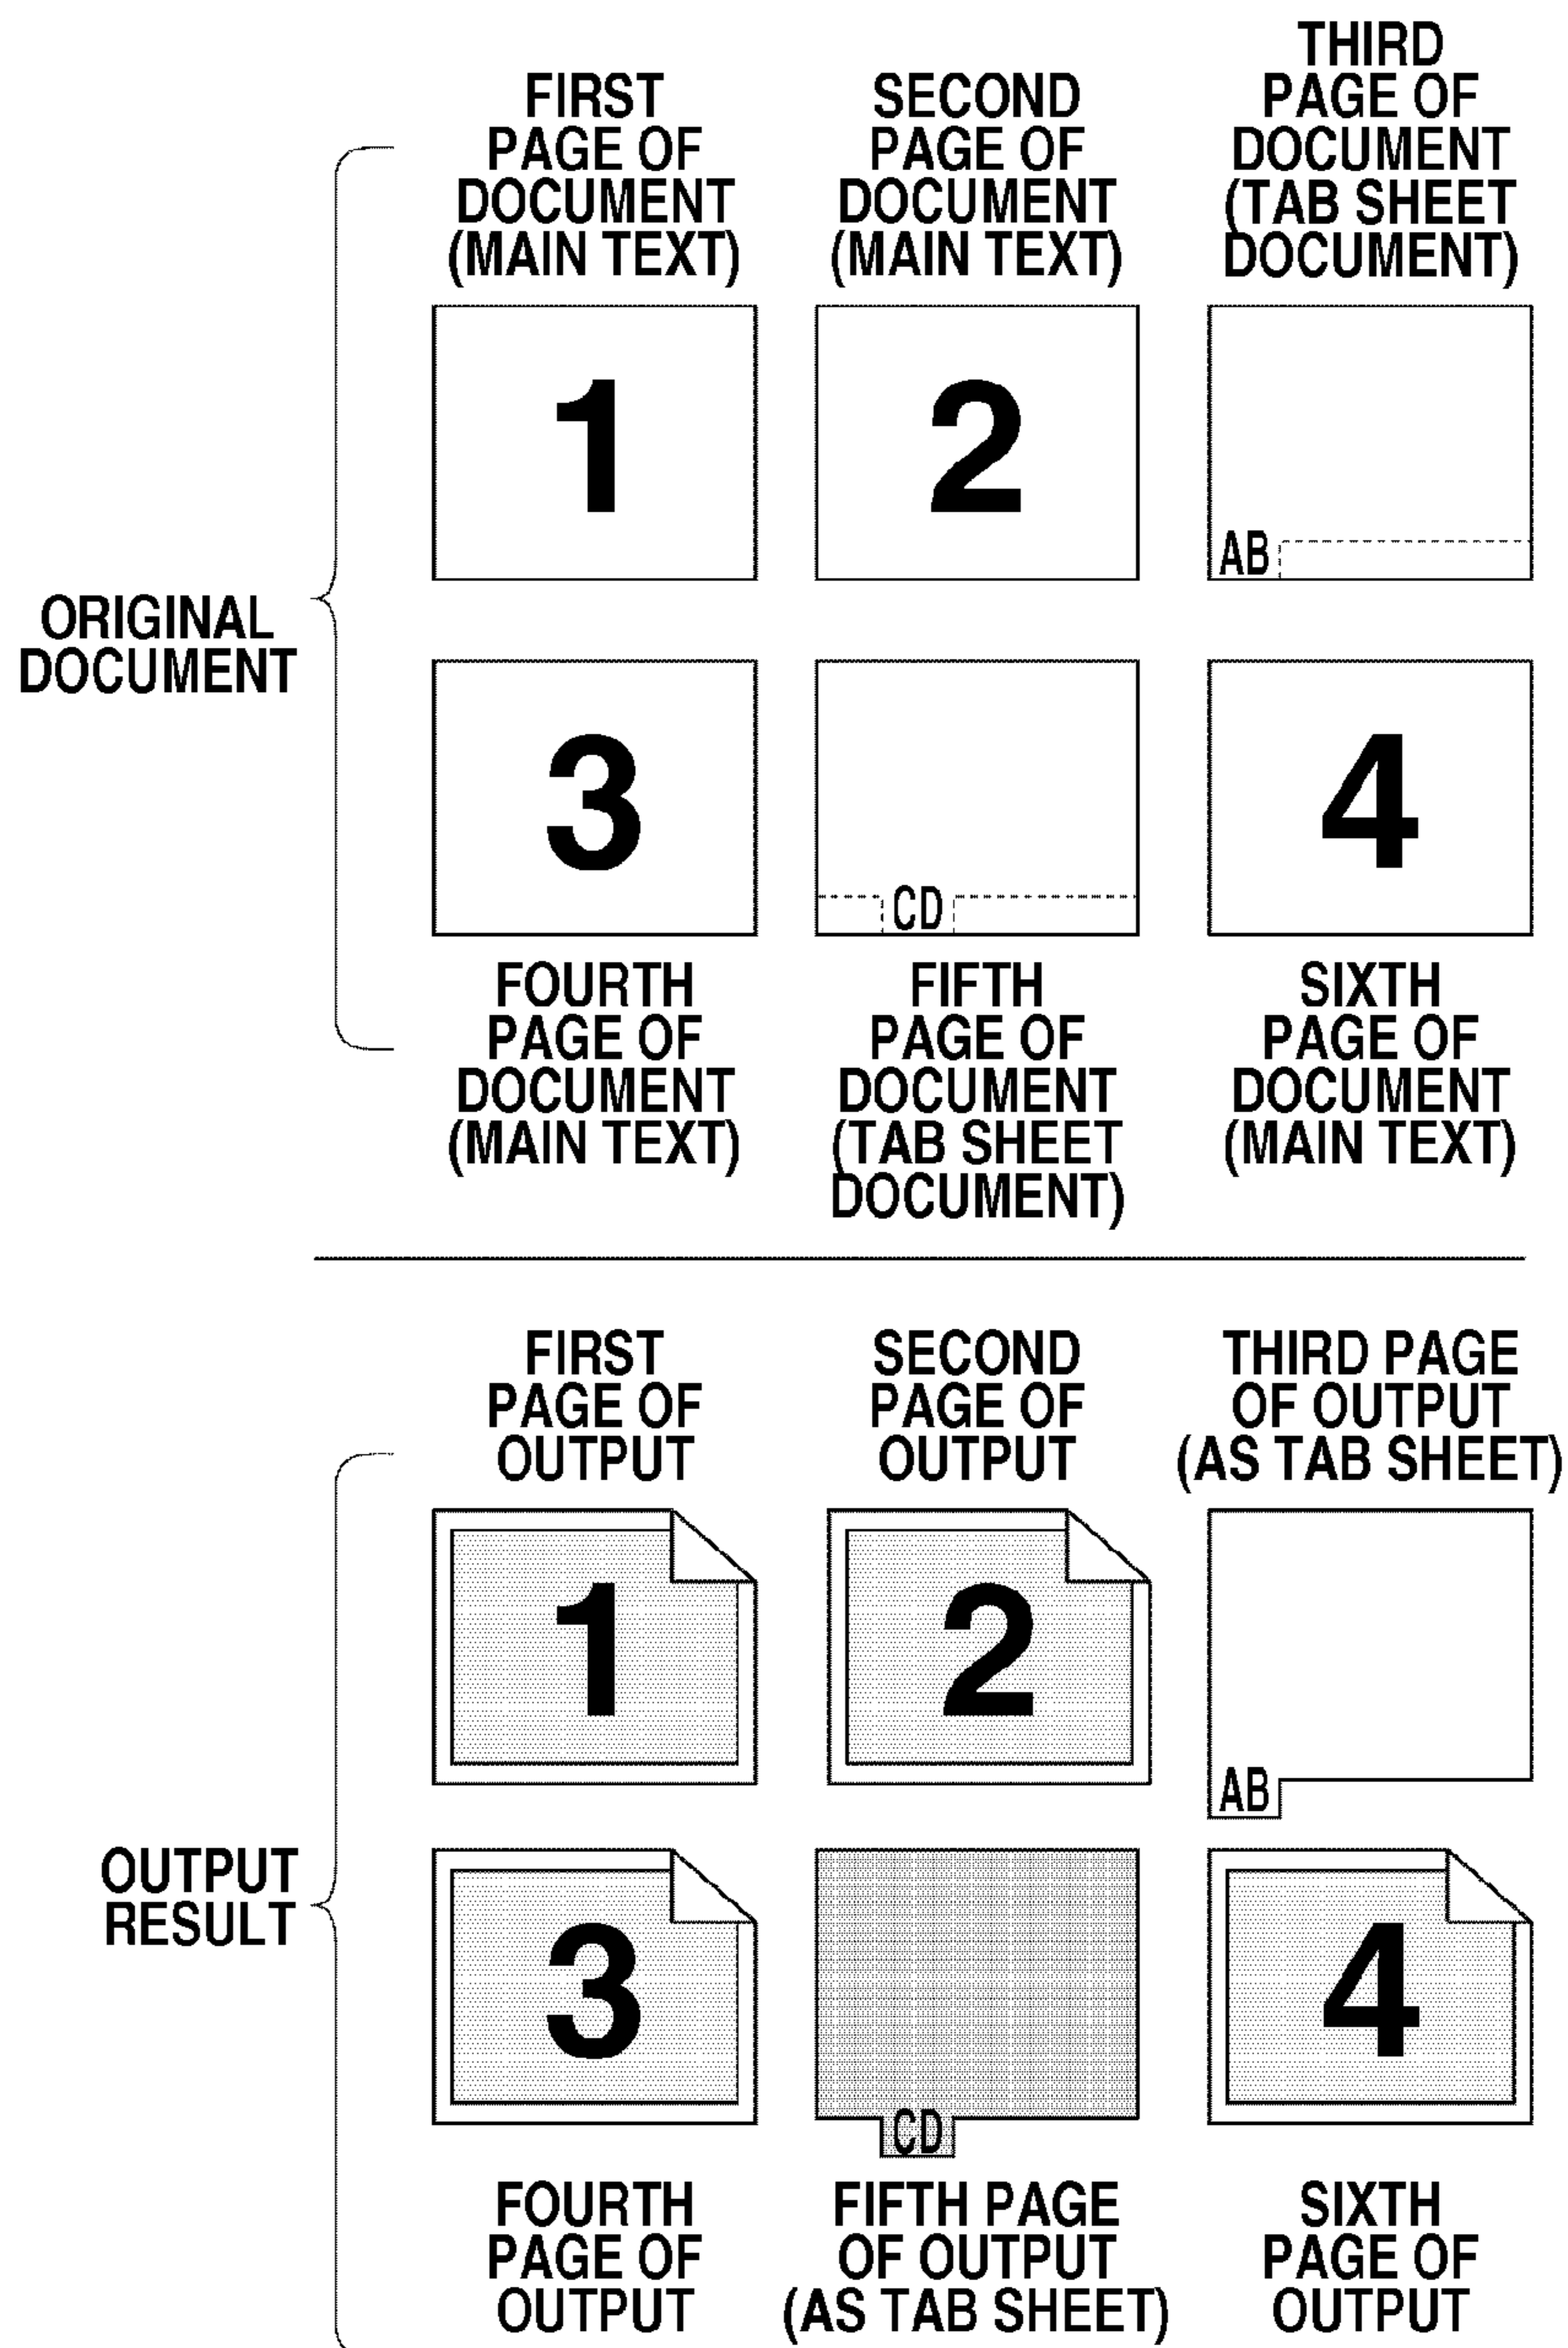 FIRST
PAGE OF
DOCUMENT
(MAIN TEXT)
SECOND
PAGE OF
DOCUMENT
(MAIN TEXT)
THIRD
PAGE OF
DOCUMENT
(TAB SHEET
DOCUMENT)
1
2
AB
ORIGINAL
DOCUMENT
3
CD
4
FOURTH
PAGE OF
DOCUMENT
(MAIN TEXT)
FIFTH
PAGE OF
DOCUMENT
(TAB SHEET
DOCUMENT)
SIXTH
PAGE OF
DOCUMENT
(MAIN TEXT)
FIRST
PAGE OF
OUTPUT
SECOND
PAGE OF
OUTPUT
THIRD PAGE
OF OUTPUT
(AS TAB SHEET)
1
2
AB
OUTPUT
RESULT
3
CD
4
FOURTH
PAGE OF
OUTPUT
FIFTH PAGE
OF OUTPUT
(AS TAB SHEET)
SIXTH
PAGE OF
OUTPUT